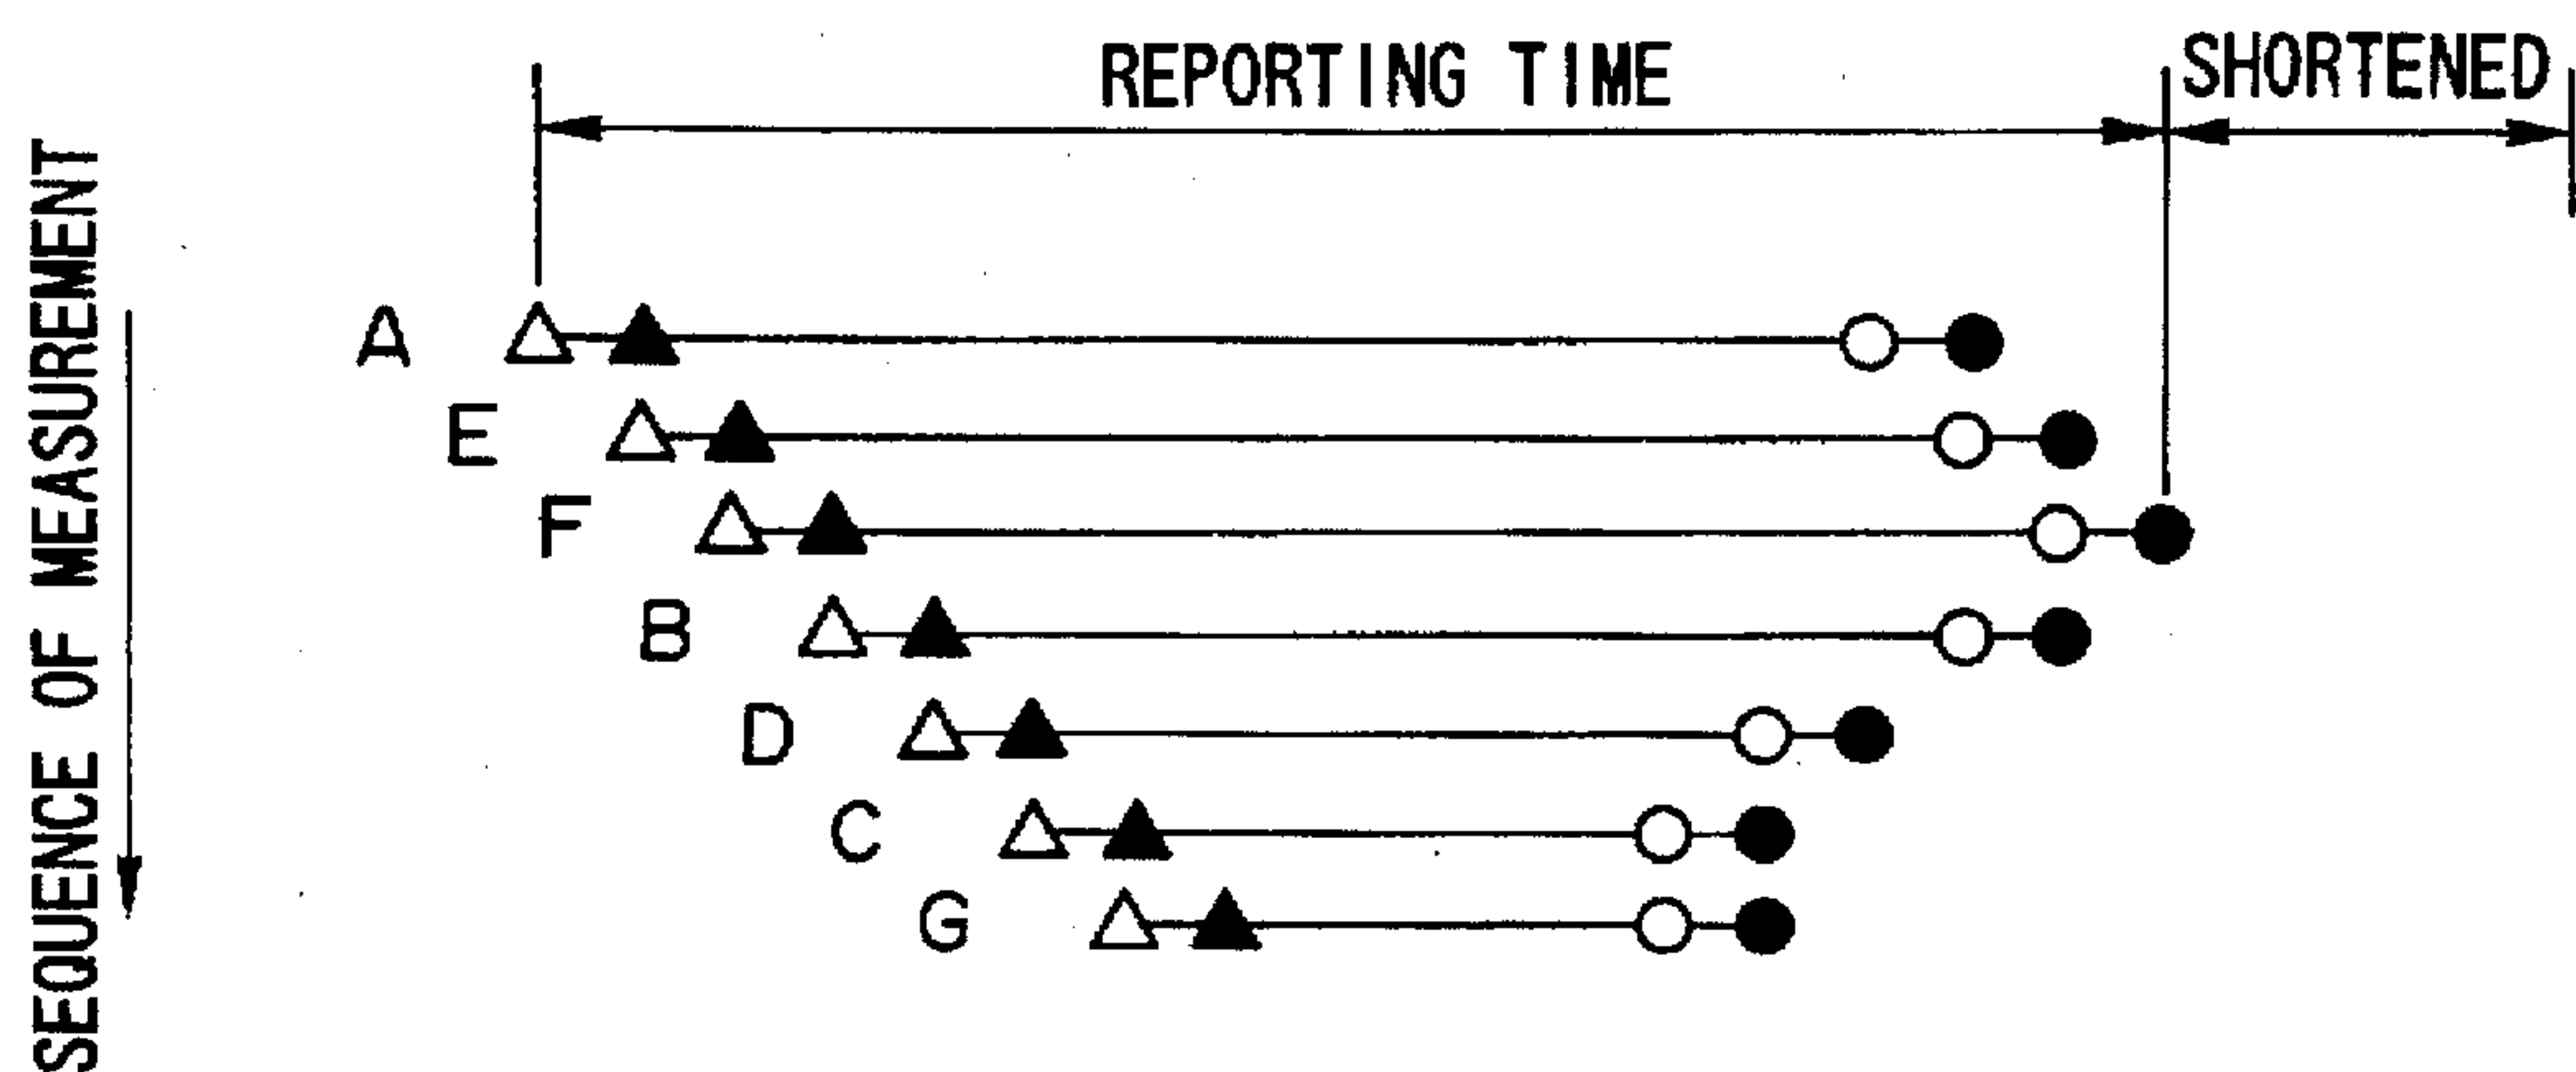 REPORTING TIME
SHORTENED
SEQUENCE OF MEASUREMENT
A
E
F
B
D
C
G